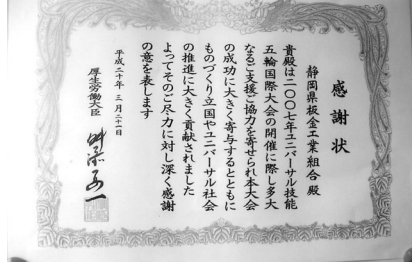 感謝状
静岡県板金工業組合 殿
貴殿は二〇〇七年ユニバーサル技能
五輪国際大会の開催に際し多大
なるご支援ご協力を寄せられ本大会
の成功に大きく寄与するとともに
ものづくり立国やユニバーサル社会
の推進に大きく貢献されました
よってそのご尽力に対し深く感謝
の意を表します
平成二十年 三月二十一日
厚生労働大臣
舛添要一